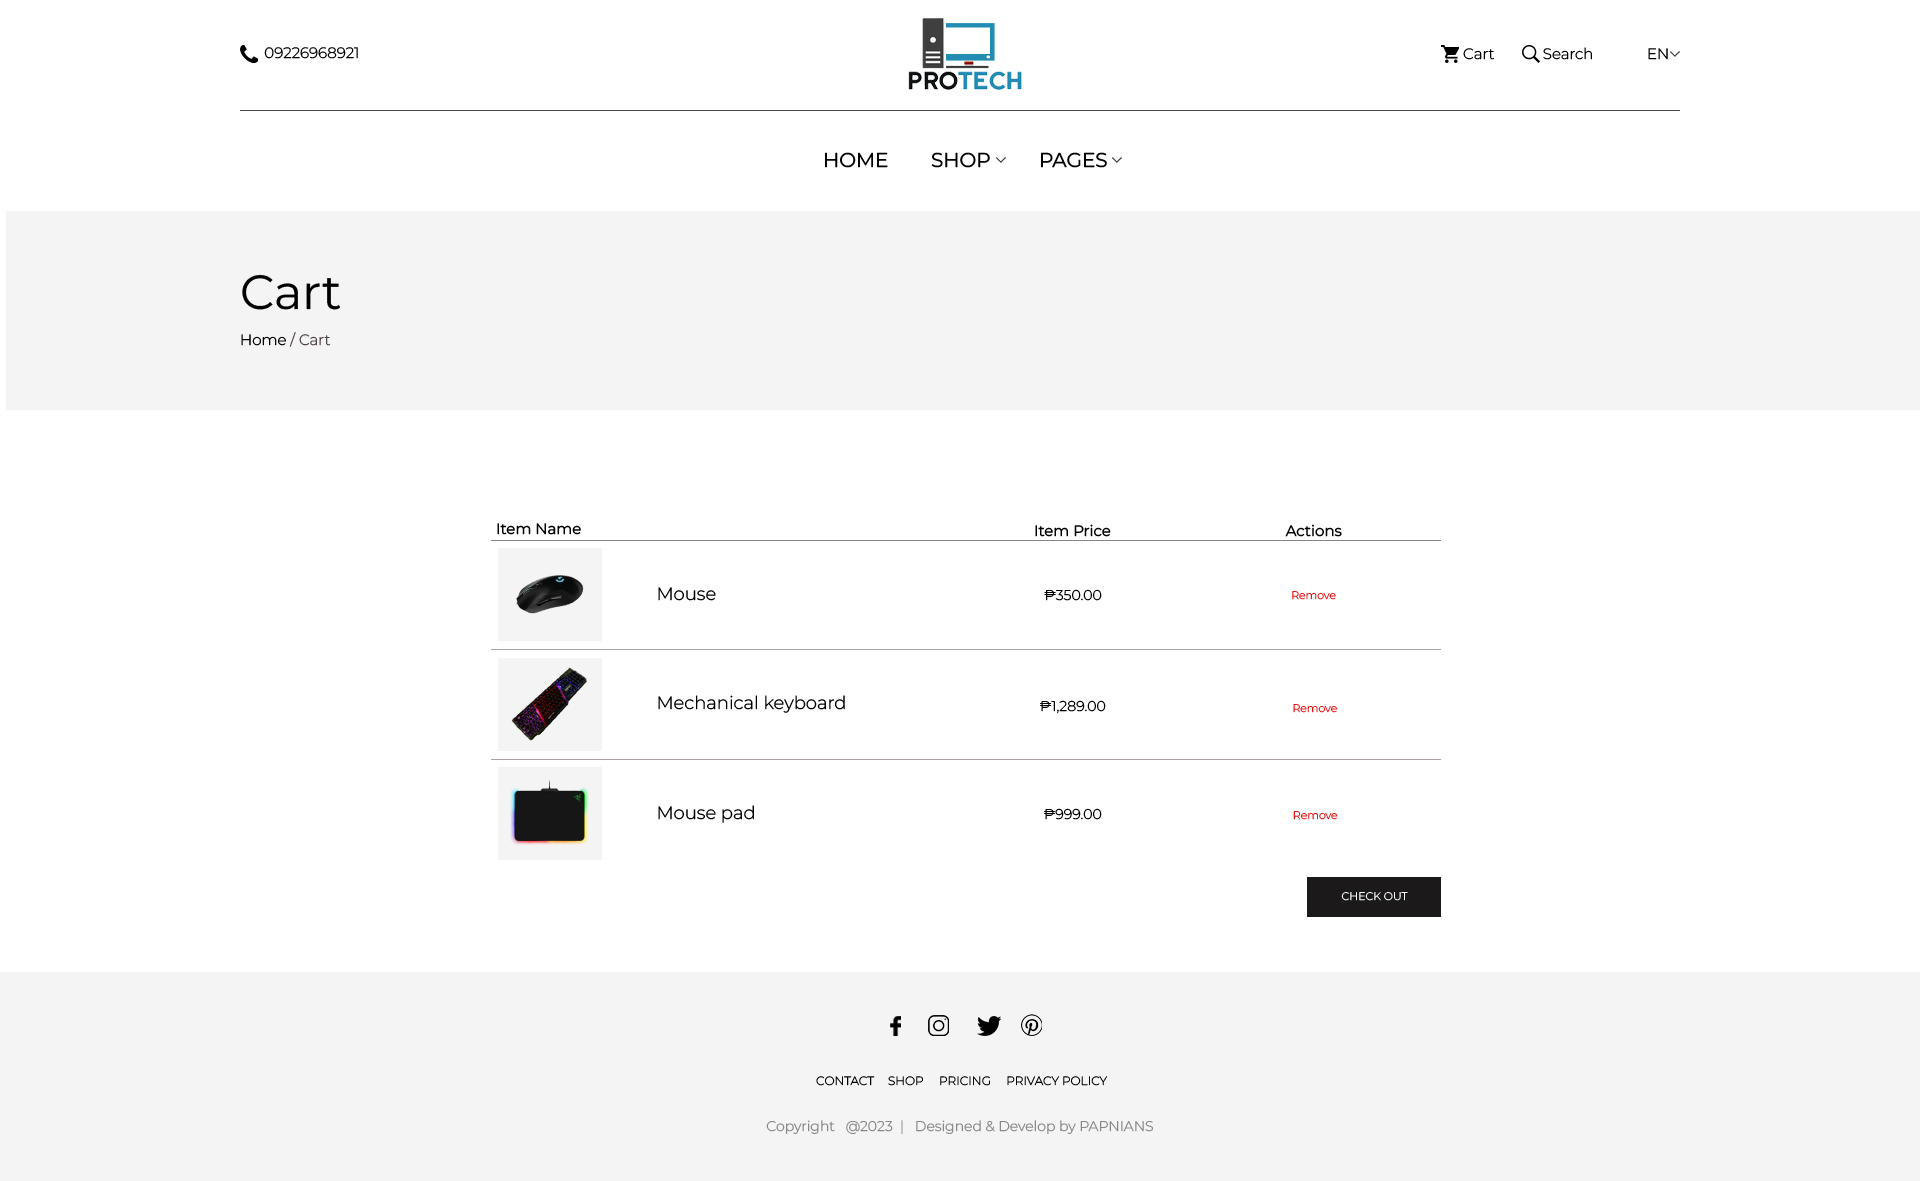 09226968921
PROTECH
Cart
Search
EN
HOME
SHOP
PAGES
Cart
Home / Cart
Item Name
Item Price
Actions
Mouse
₱350.00
Remove
Mechanical keyboard
₱1,289.00
Remove
Mouse pad
₱999.00
Remove
CHECK OUT
CONTACT
SHOP
PRICING
PRIVACY POLICY
Copyright @2023 | Designed & Develop by PAPNIANS